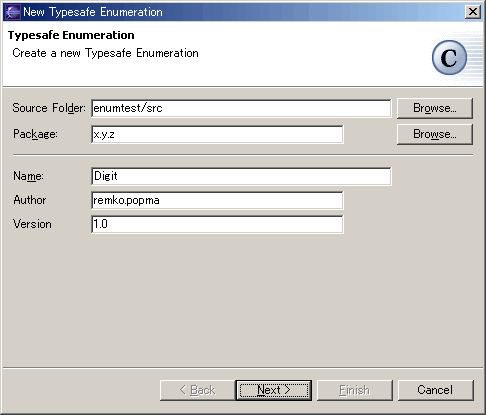 New Typesafe Enumeration
Typesafe Enumeration
Create a new Typesafe Enumeration
C
Source Folder: enumtest/src Browse...
Package: x.y.z Browse...
Name: Digit
Author remko.popma
Version 1.0
< Back Next > Finish Cancel